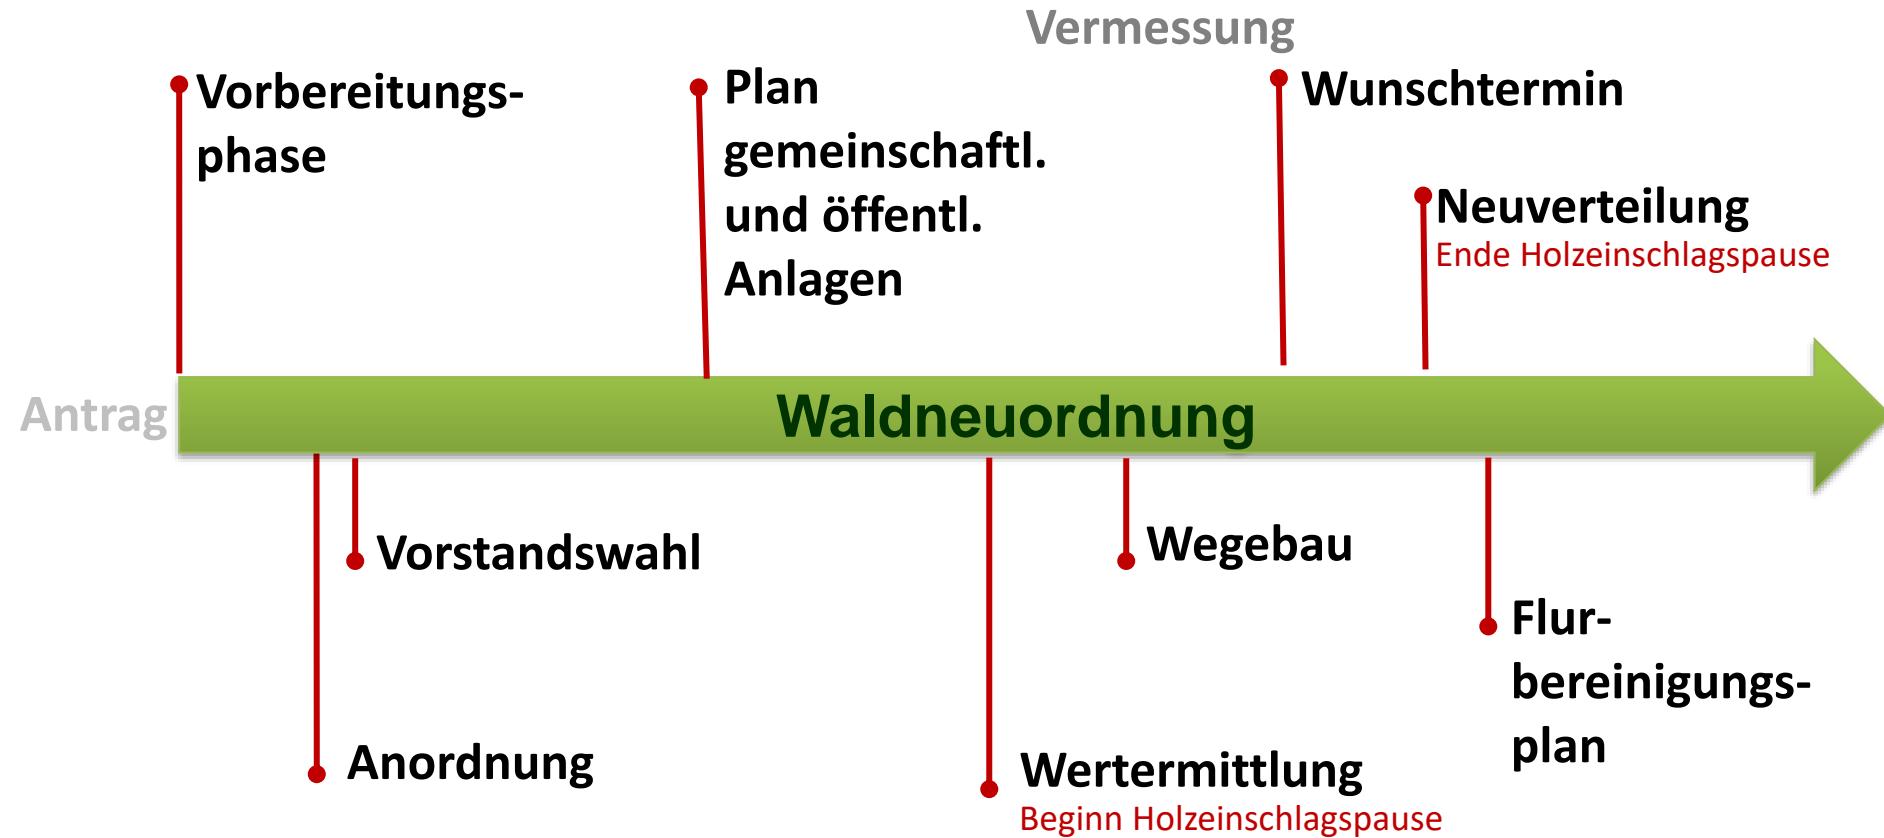 Vermessung
Vorbereitungs-
phase
Plan
gemeinschaftl.
und öffentl.
Anlagen
Wunschtermin
Neuverteilung
Ende Holzeinschlagspause
Antrag
Waldneuordnung
Vorstandswahl
Wegebau
Anordnung
Wertermittlung
Beginn Holzeinschlagspause
Flur-
bereinigungs-
plan